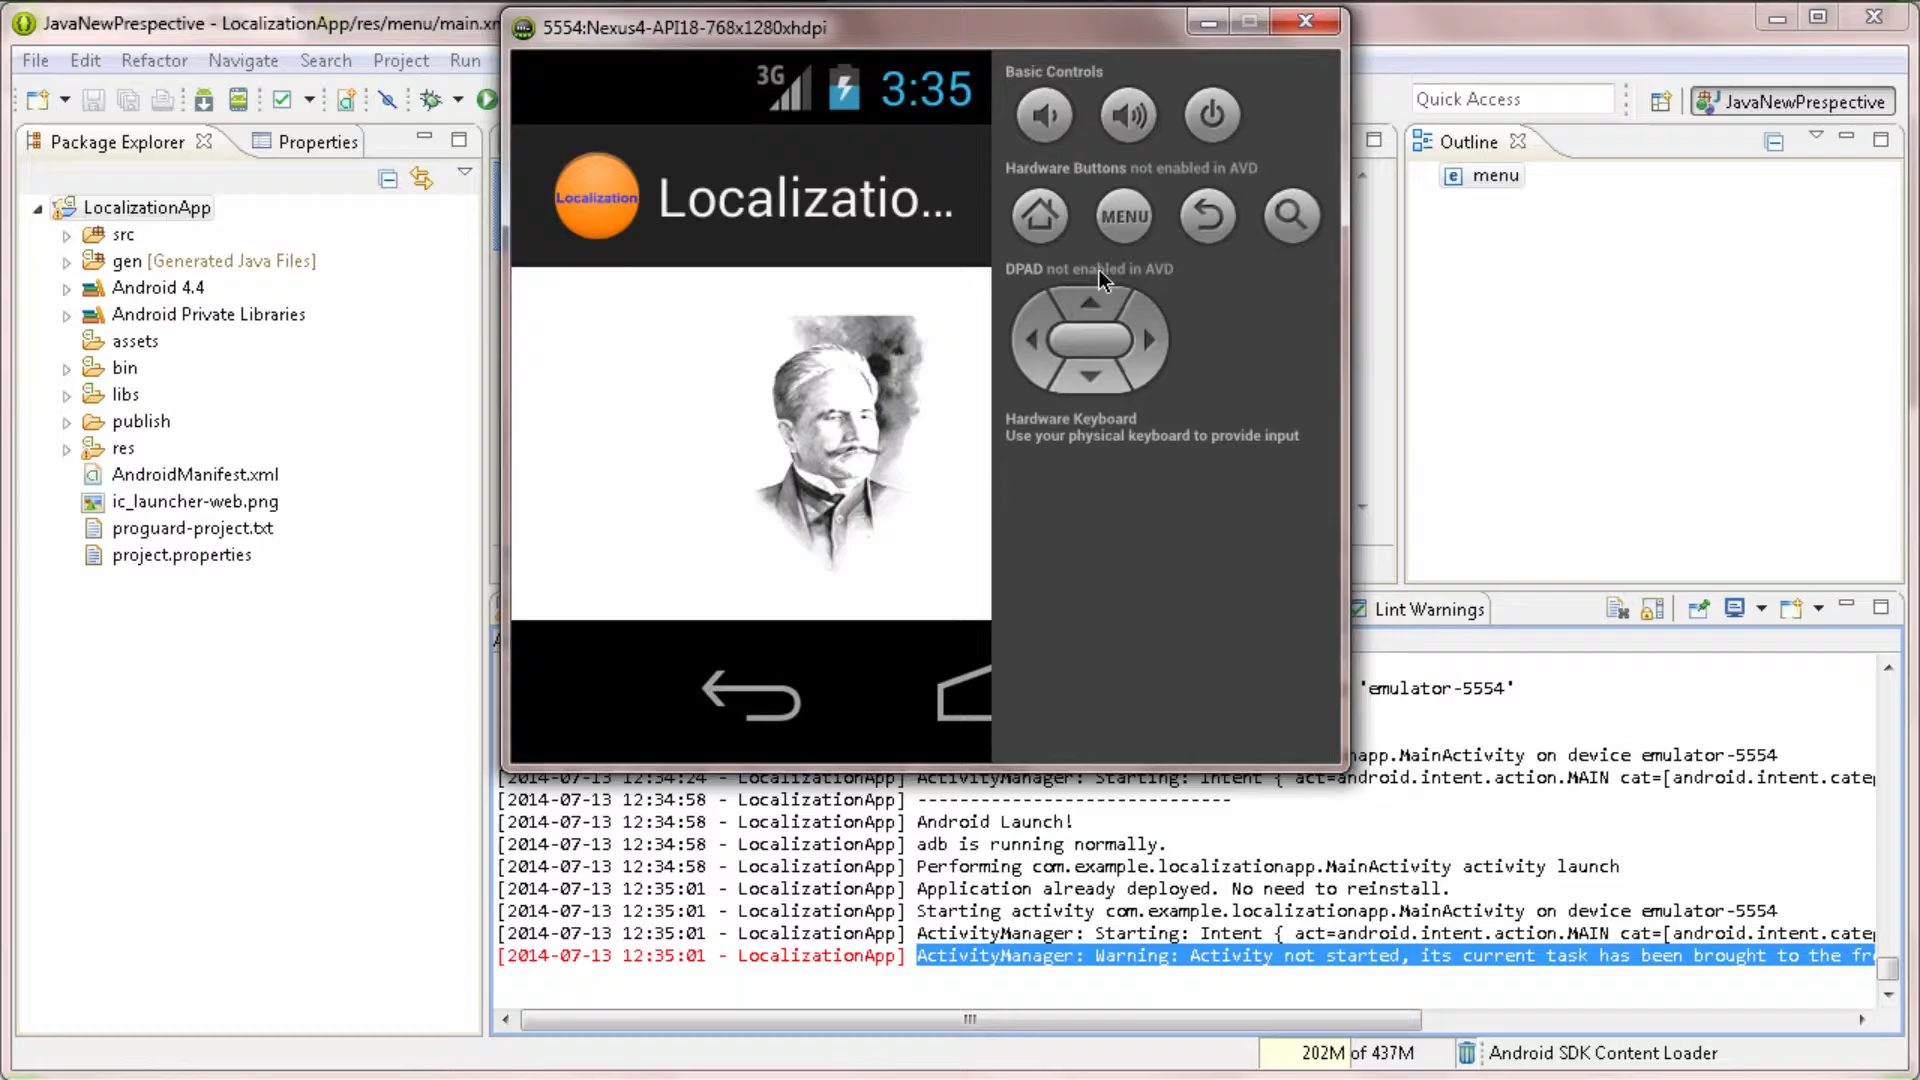 JavaNewPrespective - LocalizationApp/res/menu/main.xm
5554:Nexus4-API18-768x1280xhdpi
File Edit Refactor Navigate Search Project Run
Quick Access
JavaNewPrespective
Package Explorer
Properties
LocalizationApp
src
gen [Generated Java Files]
Android 4.4
Android Private Libraries
assets
bin
libs
publish
res
AndroidManifest.xml
ic_launcher-web.png
proguard-project.txt
project.properties
3G
3:35
Localization
Localizatio...
Basic Controls
Hardware Buttons not enabled in AVD
MENU
DPAD not enabled in AVD
Hardware Keyboard
Use your physical keyboard to provide input
Outline
menu
Lint Warnings
'emulator-5554'
app.MainActivity on device emulator-5554
[2014-07-13 12:34:24 - LocalizationApp] ActivityManager: Starting: Intent { act=android.intent.action.MAIN cat=[android.intent.cate
[2014-07-13 12:34:58 - LocalizationApp] ------------------------------
[2014-07-13 12:34:58 - LocalizationApp] Android Launch!
[2014-07-13 12:34:58 - LocalizationApp] adb is running normally.
[2014-07-13 12:34:58 - LocalizationApp] Performing com.example.localizationapp.MainActivity activity launch
[2014-07-13 12:35:01 - LocalizationApp] Application already deployed. No need to reinstall.
[2014-07-13 12:35:01 - LocalizationApp] Starting activity com.example.localizationapp.MainActivity on device emulator-5554
[2014-07-13 12:35:01 - LocalizationApp] ActivityManager: Starting: Intent { act=android.intent.action.MAIN cat=[android.intent.cate
[2014-07-13 12:35:01 - LocalizationApp] ActivityManager: Warning: Activity not started, its current task has been brought to the fr
202M of 437M
Android SDK Content Loader